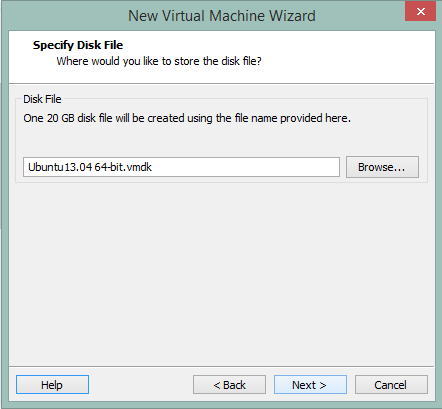 New Virtual Machine Wizard
Specify Disk File
Where would you like to store the disk file?
Disk File
One 20 GB disk file will be created using the file name provided here.
Ubuntu13.04 64-bit.vmdk
Browse...
Help
< Back
Next >
Cancel